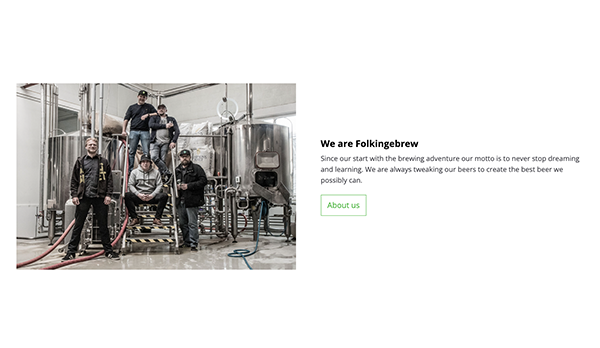 We are Folkingebrew
Since our start with the brewing adventure our motto is to never stop dreaming
and learning. We are always tweaking our beers to create the best beer we
possibly can.
About us